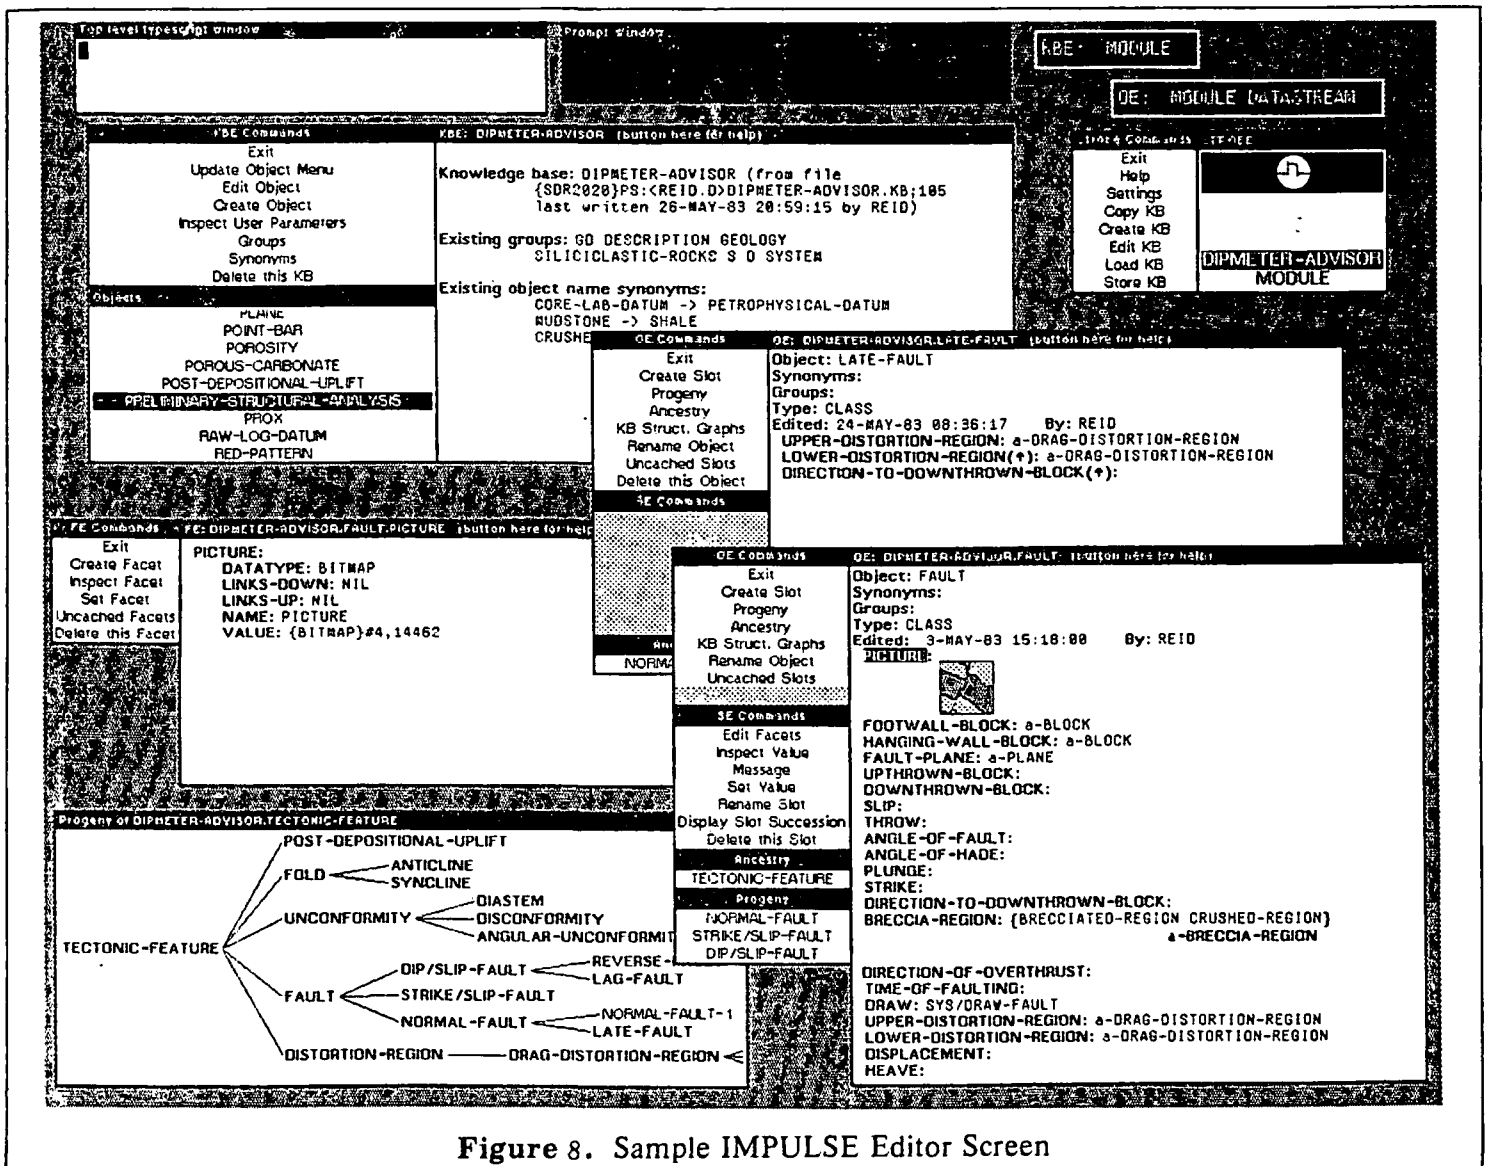 Top level typescript window
Prompt Window
KBE: MODULE
OE: MODULE DATASTREAM
KBE Commands
Exit
Update Object Menu
Edit Object
Create Object
Inspect User Parameters
Groups
Synonyms
Delete this KB
Objects
PLANE
POINT-BAR
POROSITY
POROUS-CARBONATE
POST-DEPOSITIONAL-UPLIFT
PRELIMINARY-STRUCTURAL-ANALYSIS
PROX
RAW-LOG-DATUM
RED-PATTERN
KBE: DIPMETER-ADVISOR (button here for help)
Knowledge base: DIPMETER-ADVISOR (from file
{SDR2020}PS:<REID.D>DIPMETER-ADVISOR.KB;105
last written 26-MAY-83 20:59:15 by REID)
Existing groups: GD DESCRIPTION GEOLOGY
SILICICLASTIC-ROCKS S D SYSTEM
Existing object name synonyms:
CORE-LAB-DATUM -> PETROPHYSICAL-DATUM
MUDSTONE -> SHALE
CRUSHE
Commands
Exit
Help
Settings
Copy KB
Create KB
Edit KB
Load KB
Store KB
DIPMETER-ADVISOR
MODULE
OE Commands
Exit
Create Slot
Progeny
Ancestry
KB Struct. Graphs
Rename Object
Uncached Slots
Delete this Object
SE Commands
An
NORMA
OE: DIPMETER-ADVISOR.LATE-FAULT (button here for help)
Object: LATE-FAULT
Synonyms:
Groups:
Type: CLASS
Edited: 24-MAY-83 08:36:17 By: REID
UPPER-DISTORTION-REGION: a-DRAG-DISTORTION-REGION
LOWER-DISTORTION-REGION(↑): a-DRAG-DISTORTION-REGION
DIRECTION-TO-DOWNTHROWN-BLOCK(↑):
FE Commands
Exit
Create Facet
Inspect Facet
Set Facet
Uncached Facets
Delete this Facet
FE: DIPMETER-ADVISOR.FAULT.PICTURE (button here for help
PICTURE:
DATATYPE: BITMAP
LINKS-DOWN: NIL
LINKS-UP: NIL
NAME: PICTURE
VALUE: {BITMAP}#4,14462
OE Commands
Exit
Create Slot
Progeny
Ancestry
KB Struct. Graphs
Rename Object
Uncached Slots
SE Commands
Edit Facets
Inspect Value
Message
Set Value
Rename Slot
Display Slot Succession
Delete this Slot
Ancestry
TECTONIC-FEATURE
Progeny
NORMAL-FAULT
STRIKE/SLIP-FAULT
DIP/SLIP-FAULT
OE: DIPMETER-ADVISOR.FAULT (button here for help)
Object: FAULT
Synonyms:
Groups:
Type: CLASS
Edited: 3-MAY-83 15:18:00 By: REID
PICTURE:
FOOTWALL-BLOCK: a-BLOCK
HANGING-WALL-BLOCK: a-BLOCK
FAULT-PLANE: a-PLANE
UPTHROWN-BLOCK:
DOWNTHROWN-BLOCK:
SLIP:
THROW:
ANGLE-OF-FAULT:
ANGLE-OF-HADE:
PLUNGE:
STRIKE:
DIRECTION-TO-DOWNTHROWN-BLOCK:
BRECCIA-REGION: {BRECCIATED-REGION CRUSHED-REGION}
a-BRECCIA-REGION
DIRECTION-OF-OVERTHRUST:
TIME-OF-FAULTING:
DRAW: SYS/DRAW-FAULT
UPPER-DISTORTION-REGION: a-DRAG-DISTORTION-REGION
LOWER-DISTORTION-REGION: a-DRAG-DISTORTION-REGION
DISPLACEMENT:
HEAVE:
Progeny of DIPMETER-ADVISOR.TECTONIC-FEATURE
POST-DEPOSITIONAL-UPLIFT
ANTICLINE
FOLD
SYNCLINE
DIASTEM
UNCONFORMITY
DISCONFORMITY
ANGULAR-UNCONFORMIT
TECTONIC-FEATURE
REVERSE-
DIP/SLIP-FAULT
LAG-FAULT
FAULT
STRIKE/SLIP-FAULT
NORMAL-FAULT-1
NORMAL-FAULT
LATE-FAULT
DISTORTION-REGION
DRAG-DISTORTION-REGION
Figure 8. Sample IMPULSE Editor Screen